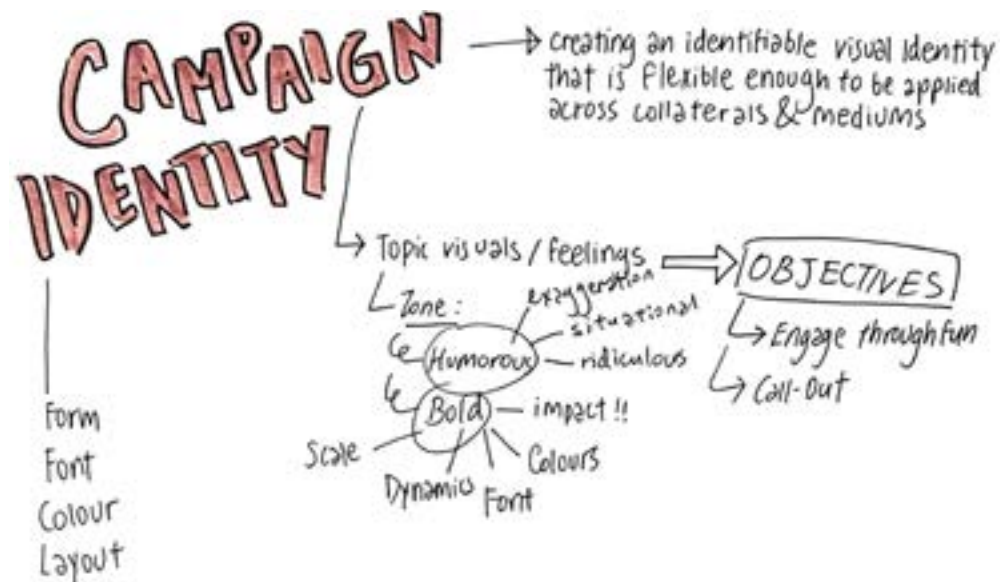 CAMPAIGN
IDENTITY
creating an identifiable visual identity
that is flexible enough to be applied
across collaterals & mediums
Topic visuals / feelings
OBJECTIVES
Engage through fun
Call-Out
Zone:
exaggeration
situational
Humorous
ridiculous
Bold
impact!!
Scale
Dynamic
Font
Colours
Form
Font
Colour
Layout